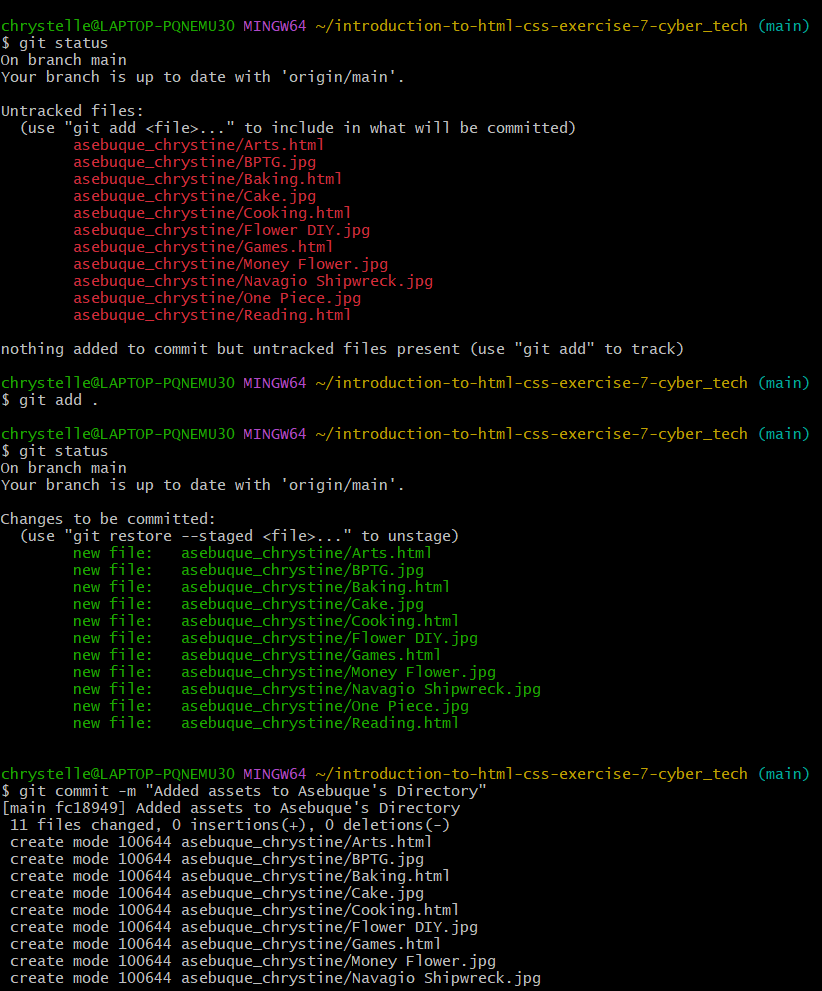 chrystelle@LAPTOP-PQNEMU3O MINGW64 ~/introduction-to-html-css-exercise-7-cyber_tech (main)
$ git status
On branch main
Your branch is up to date with 'origin/main'.

Untracked files:
  (use "git add <file>..." to include in what will be committed)
        asebuque_chrystine/Arts.html
        asebuque_chrystine/BPTG.jpg
        asebuque_chrystine/Baking.html
        asebuque_chrystine/Cake.jpg
        asebuque_chrystine/Cooking.html
        asebuque_chrystine/Flower DIY.jpg
        asebuque_chrystine/Games.html
        asebuque_chrystine/Money Flower.jpg
        asebuque_chrystine/Navagio Shipwreck.jpg
        asebuque_chrystine/One Piece.jpg
        asebuque_chrystine/Reading.html

nothing added to commit but untracked files present (use "git add" to track)

chrystelle@LAPTOP-PQNEMU3O MINGW64 ~/introduction-to-html-css-exercise-7-cyber_tech (main)
$ git add .

chrystelle@LAPTOP-PQNEMU3O MINGW64 ~/introduction-to-html-css-exercise-7-cyber_tech (main)
$ git status
On branch main
Your branch is up to date with 'origin/main'.

Changes to be committed:
  (use "git restore --staged <file>..." to unstage)
        new file:   asebuque_chrystine/Arts.html
        new file:   asebuque_chrystine/BPTG.jpg
        new file:   asebuque_chrystine/Baking.html
        new file:   asebuque_chrystine/Cake.jpg
        new file:   asebuque_chrystine/Cooking.html
        new file:   asebuque_chrystine/Flower DIY.jpg
        new file:   asebuque_chrystine/Games.html
        new file:   asebuque_chrystine/Money Flower.jpg
        new file:   asebuque_chrystine/Navagio Shipwreck.jpg
        new file:   asebuque_chrystine/One Piece.jpg
        new file:   asebuque_chrystine/Reading.html

chrystelle@LAPTOP-PQNEMU3O MINGW64 ~/introduction-to-html-css-exercise-7-cyber_tech (main)
$ git commit -m "Added assets to Asebuque's Directory"
[main fc18949] Added assets to Asebuque's Directory
 11 files changed, 0 insertions(+), 0 deletions(-)
 create mode 100644 asebuque_chrystine/Arts.html
 create mode 100644 asebuque_chrystine/BPTG.jpg
 create mode 100644 asebuque_chrystine/Baking.html
 create mode 100644 asebuque_chrystine/Cake.jpg
 create mode 100644 asebuque_chrystine/Cooking.html
 create mode 100644 asebuque_chrystine/Flower DIY.jpg
 create mode 100644 asebuque_chrystine/Games.html
 create mode 100644 asebuque_chrystine/Money Flower.jpg
 create mode 100644 asebuque_chrystine/Navagio Shipwreck.jpg